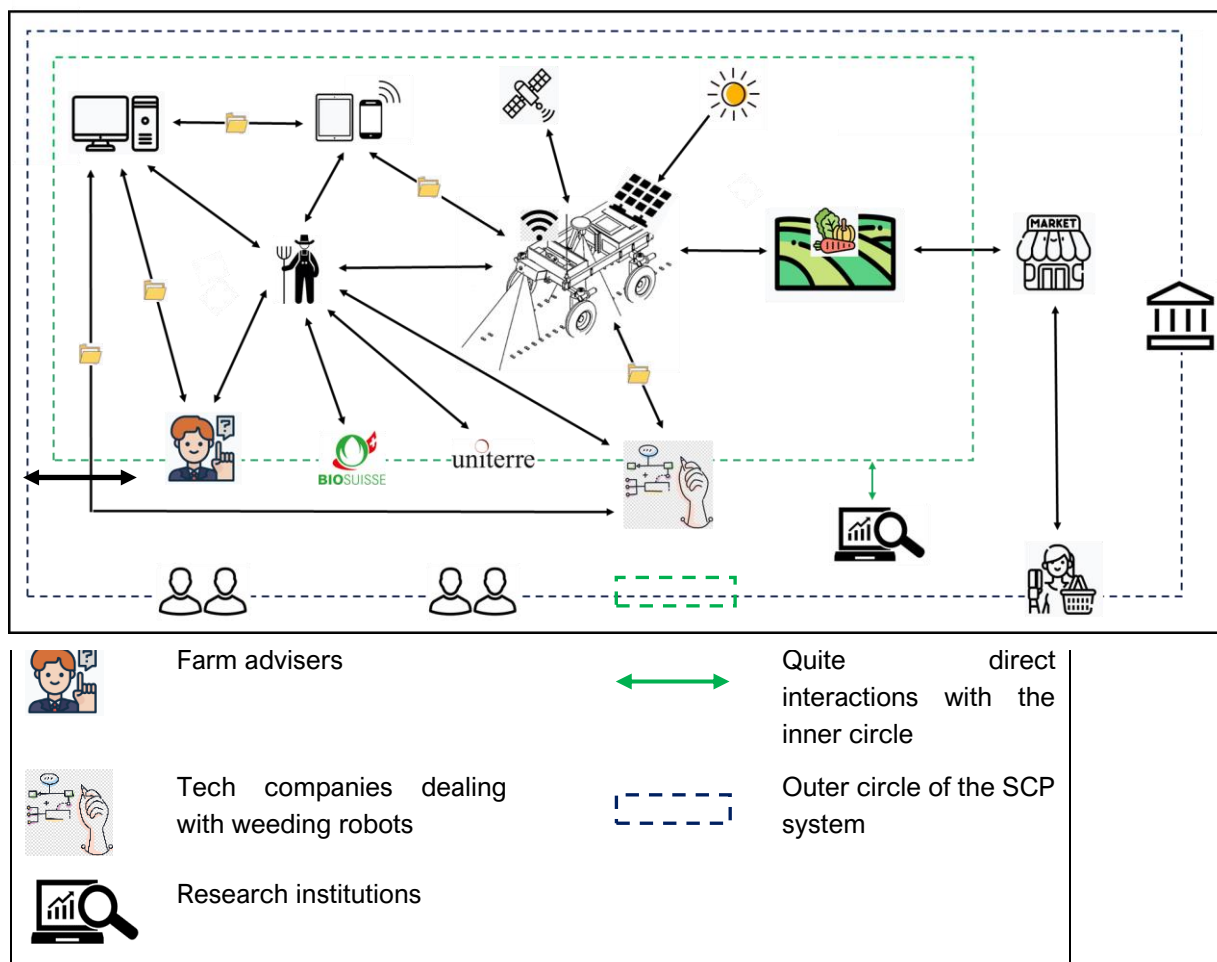 MARKET
?
BIOSUISSE
uniterre
Farm advisers
Quite direct
interactions with the
inner circle
Tech companies dealing
with weeding robots
Outer circle of the SCP
system
Research institutions